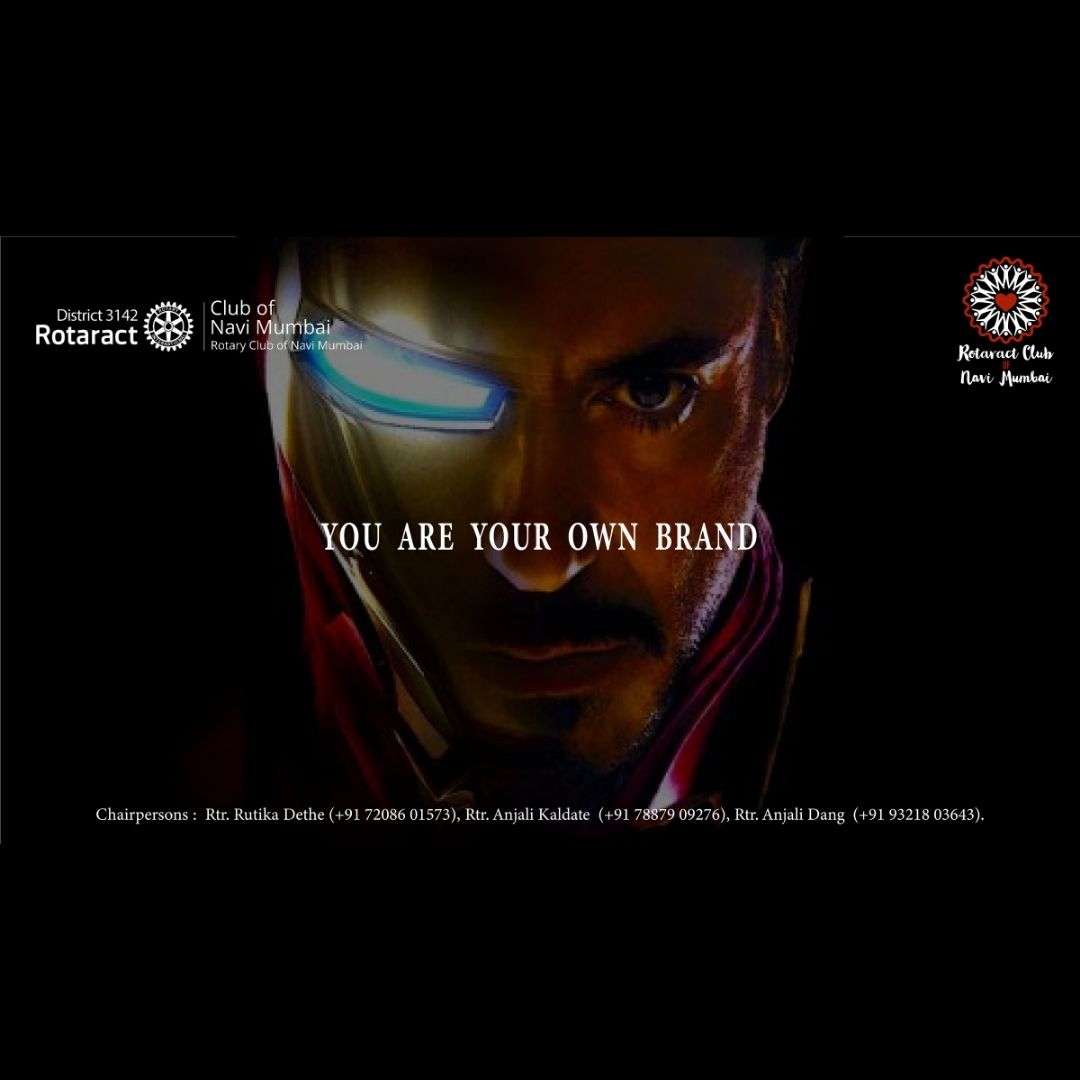 District 3142
Rotaract
Club of
Navi Mumbai
Rotary Club of Navi Mumbai
Rotaract Club
OF
Navi Mumbai
YOU ARE YOUR OWN BRAND
Chairpersons : Rtr. Rutika Dethe (+91 72086 01573), Rtr. Anjali Kaldate (+91 78879 09276), Rtr. Anjali Dang (+91 93218 03643).